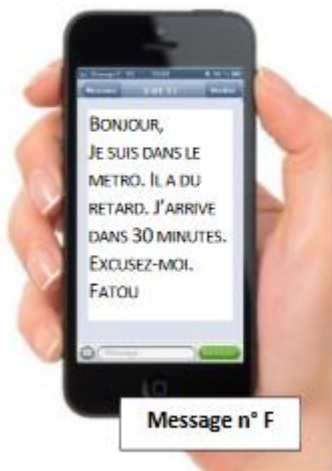 BONJOUR,
JE SUIS DANS LE
METRO. IL A DU
RETARD. J'ARRIVE
DANS 30 MINUTES.
EXCUSEZ-MOI.
FATOU
Message n° F